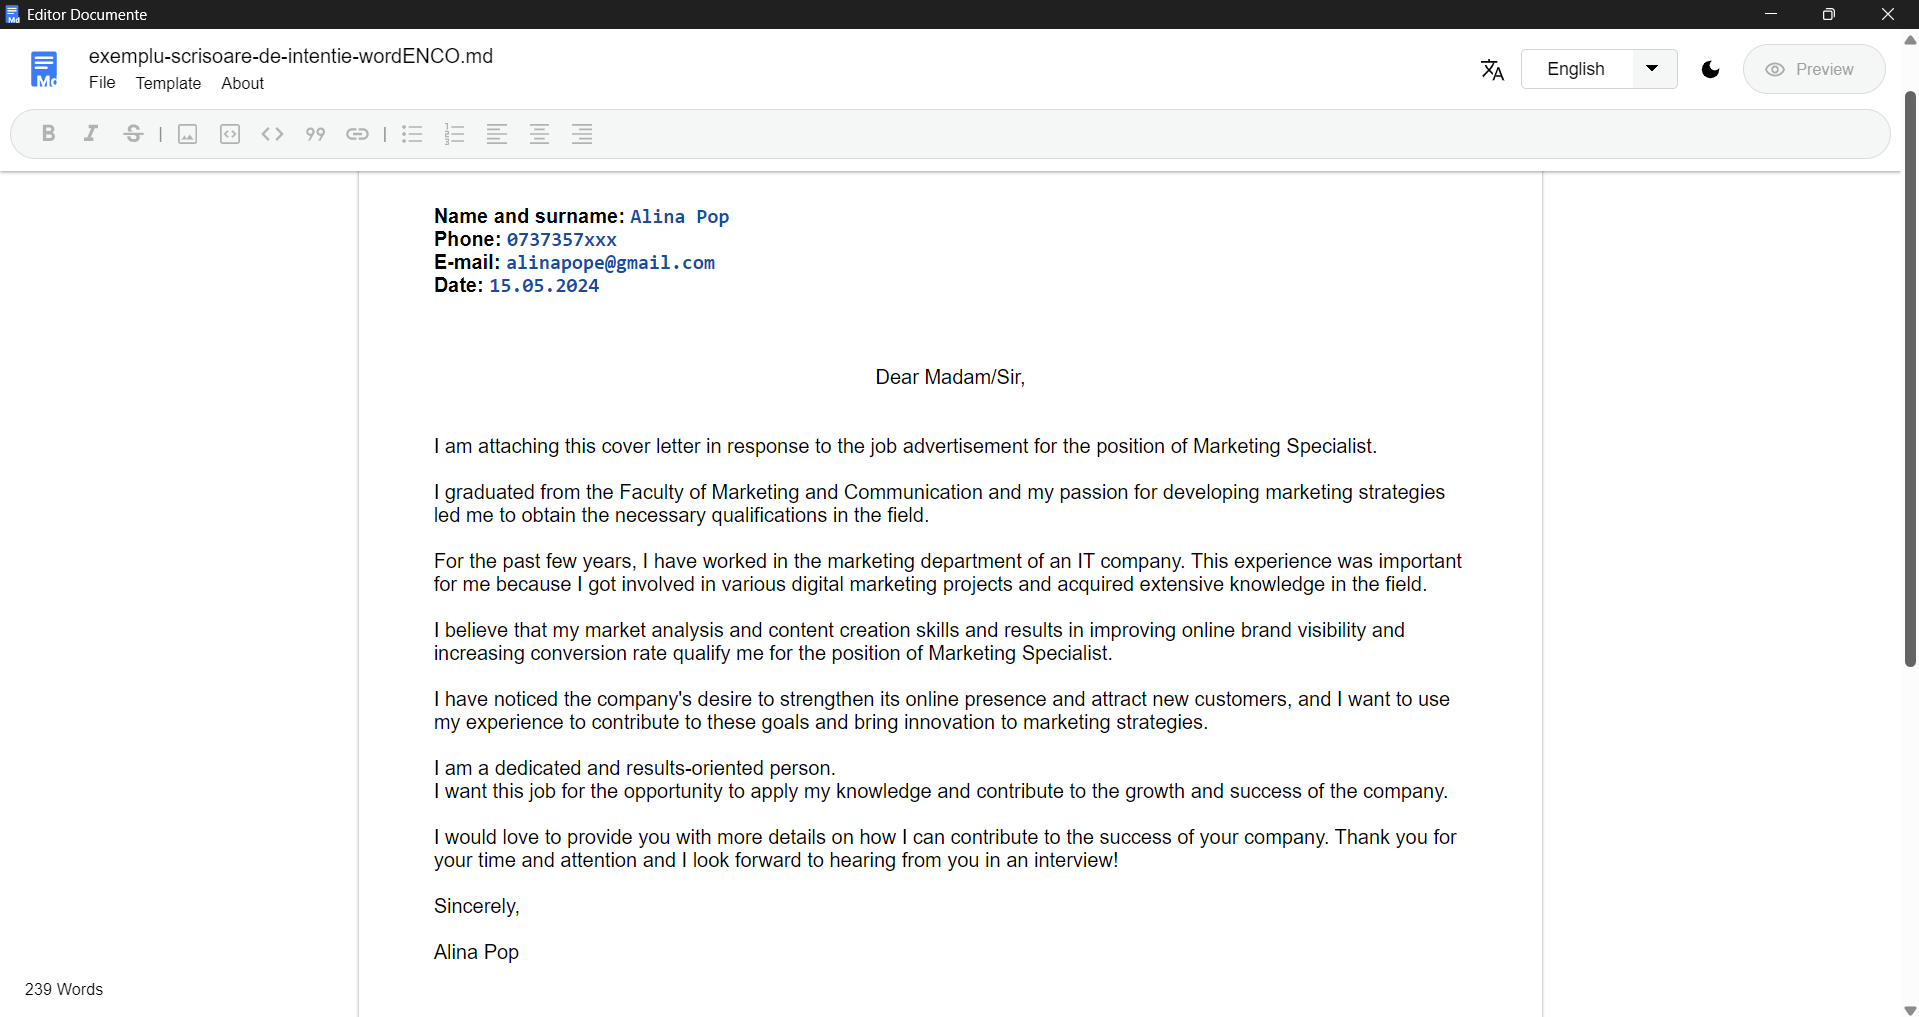 Editor Documente
exemplu-scrisoare-de-intentie-wordENCO.md
File Template About
English
Preview
Name and surname: Alina Pop
Phone: 0737357xxx
E-mail: alinapope@gmail.com
Date: 15.05.2024
Dear Madam/Sir,
I am attaching this cover letter in response to the job advertisement for the position of Marketing Specialist.
I graduated from the Faculty of Marketing and Communication and my passion for developing marketing strategies
led me to obtain the necessary qualifications in the field.
For the past few years, I have worked in the marketing department of an IT company. This experience was important
for me because I got involved in various digital marketing projects and acquired extensive knowledge in the field.
I believe that my market analysis and content creation skills and results in improving online brand visibility and
increasing conversion rate qualify me for the position of Marketing Specialist.
I have noticed the company's desire to strengthen its online presence and attract new customers, and I want to use
my experience to contribute to these goals and bring innovation to marketing strategies.
I am a dedicated and results-oriented person.
I want this job for the opportunity to apply my knowledge and contribute to the growth and success of the company.
I would love to provide you with more details on how I can contribute to the success of your company. Thank you for
your time and attention and I look forward to hearing from you in an interview!
Sincerely,
Alina Pop
239 Words